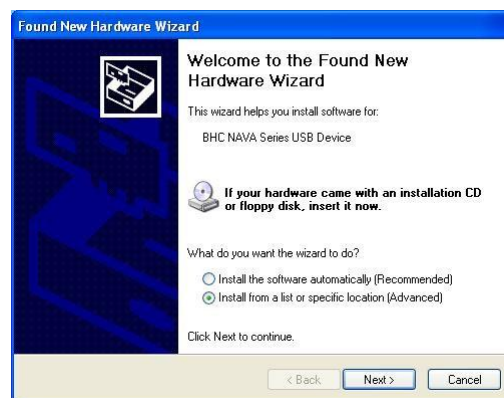 Found New Hardware Wizard
Welcome to the Found New
Hardware Wizard
This wizard helps you install software for:
BHC NAVA Series USB Device
If your hardware came with an installation CD
or floppy disk, insert it now.
What do you want the wizard to do?
Install the software automatically (Recommended)
Install from a list or specific location (Advanced)
Click Next to continue.
< Back
Next >
Cancel